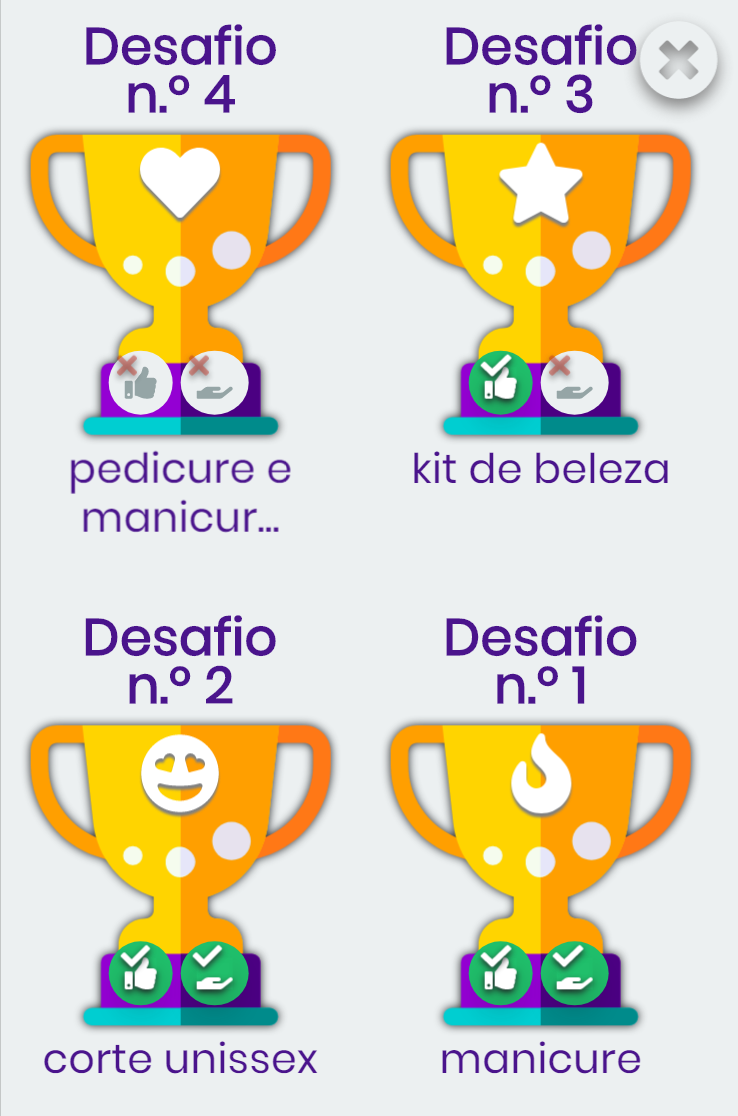 Desafio
n.º 4
Desafio
n.º 3
pedicure e
manicur...
kit de beleza
Desafio
n.º 2
Desafio
n.º 1
corte unissex
manicure